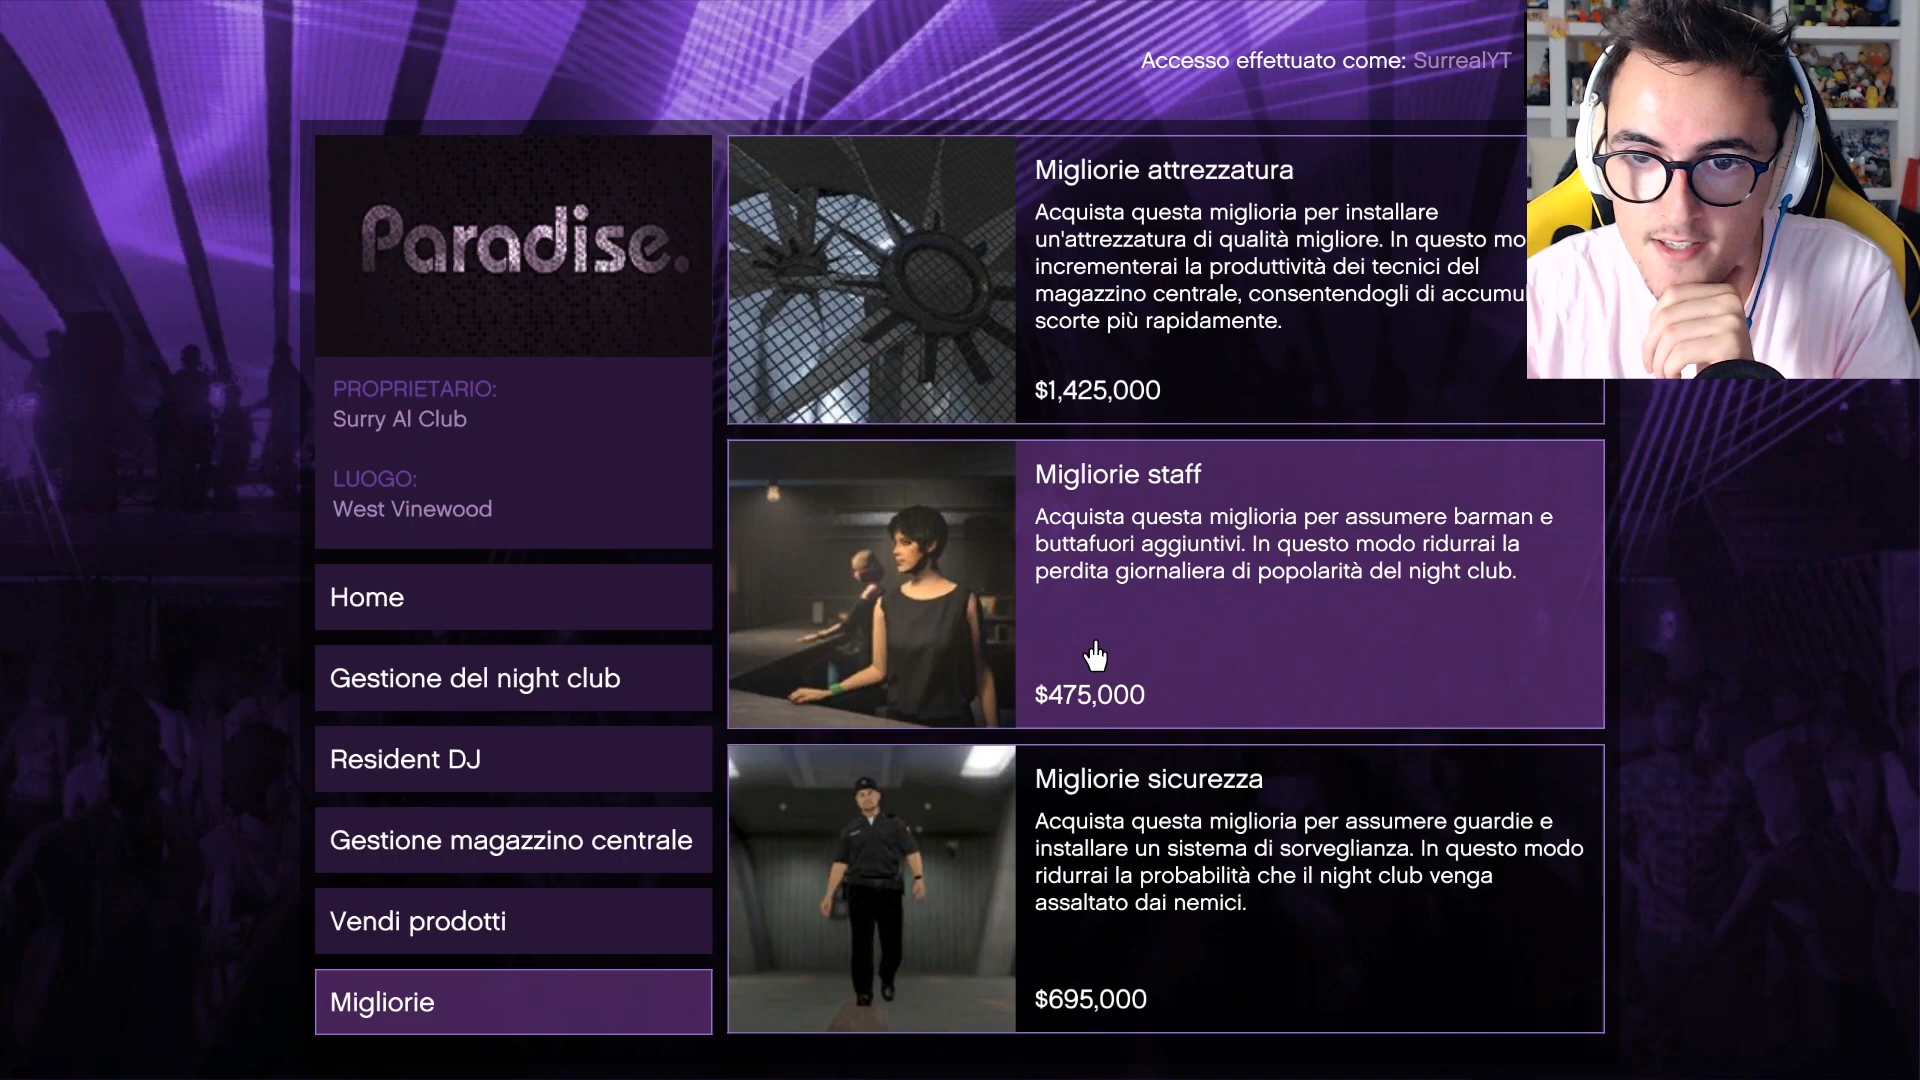 Accesso effettuato come: SurrealYT
Paradise.
PROPRIETARIO:
Surry Al Club
LUOGO:
West Vinewood
Home
Gestione del night club
Resident DJ
Gestione magazzino centrale
Vendi prodotti
Migliorie
Migliorie attrezzatura
Acquista questa miglioria per installare
un'attrezzatura di qualità migliore. In questo mo
incrementerai la produttività dei tecnici del
magazzino centrale, consentendogli di accumu
scorte più rapidamente.
$1,425,000
Migliorie staff
Acquista questa miglioria per assumere barman e
buttafuori aggiuntivi. In questo modo ridurrai la
perdita giornaliera di popolarità del night club.
$475,000
Migliorie sicurezza
Acquista questa miglioria per assumere guardie e
installare un sistema di sorveglianza. In questo modo
ridurrai la probabilità che il night club venga
assaltato dai nemici.
$695,000